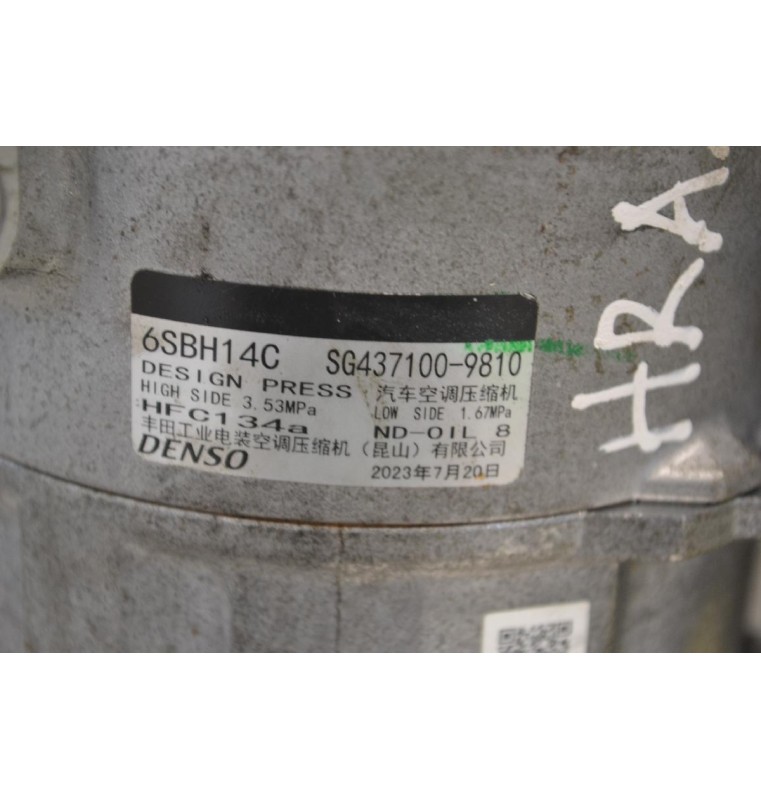 6SBH14C SG437100-9810
DESIGN PRESS 汽车空调压缩机
HIGH SIDE 3.53MPa LOW SIDE 1.67MPa
HFC134a ND-OIL 8
丰田工业电装空调压缩机（昆山）有限公司
DENSO 2023年7月20日
HRA